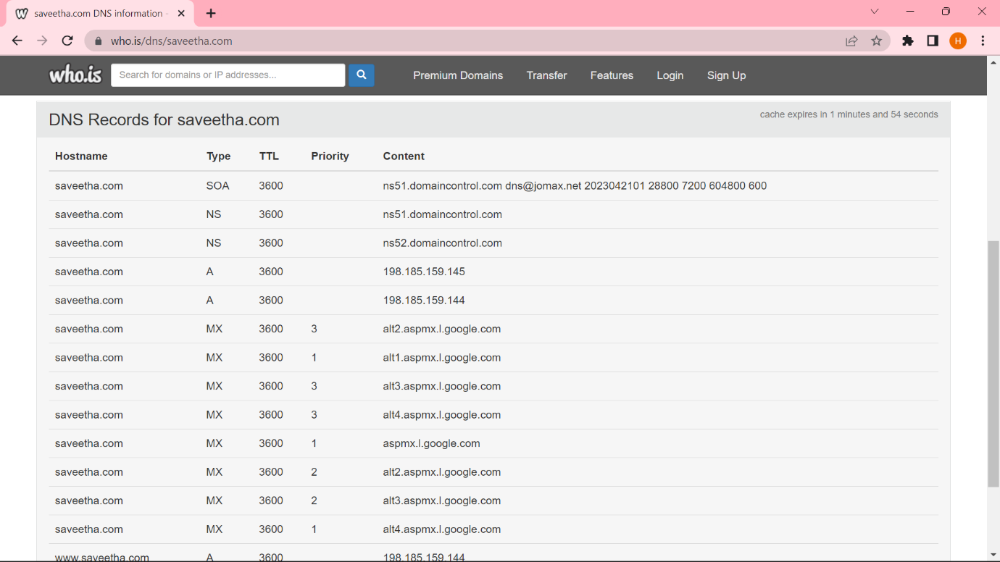 saveetha.com DNS information
who.is/dns/saveetha.com
H
who.is
Search for domains or IP addresses...
Premium Domains Transfer Features Login Sign Up
DNS Records for saveetha.com
cache expires in 1 minutes and 54 seconds
Hostname Type TTL Priority Content
saveetha.com SOA 3600 ns51.domaincontrol.com dns@jomax.net 2023042101 28800 7200 604800 600
saveetha.com NS 3600 ns51.domaincontrol.com
saveetha.com NS 3600 ns52.domaincontrol.com
saveetha.com A 3600 198.185.159.145
saveetha.com A 3600 198.185.159.144
saveetha.com MX 3600 3 alt2.aspmx.l.google.com
saveetha.com MX 3600 1 alt1.aspmx.l.google.com
saveetha.com MX 3600 3 alt3.aspmx.l.google.com
saveetha.com MX 3600 3 alt4.aspmx.l.google.com
saveetha.com MX 3600 1 aspmx.l.google.com
saveetha.com MX 3600 2 alt2.aspmx.l.google.com
saveetha.com MX 3600 2 alt3.aspmx.l.google.com
saveetha.com MX 3600 1 alt4.aspmx.l.google.com
www.saveetha.com A 3600 198.185.159.144